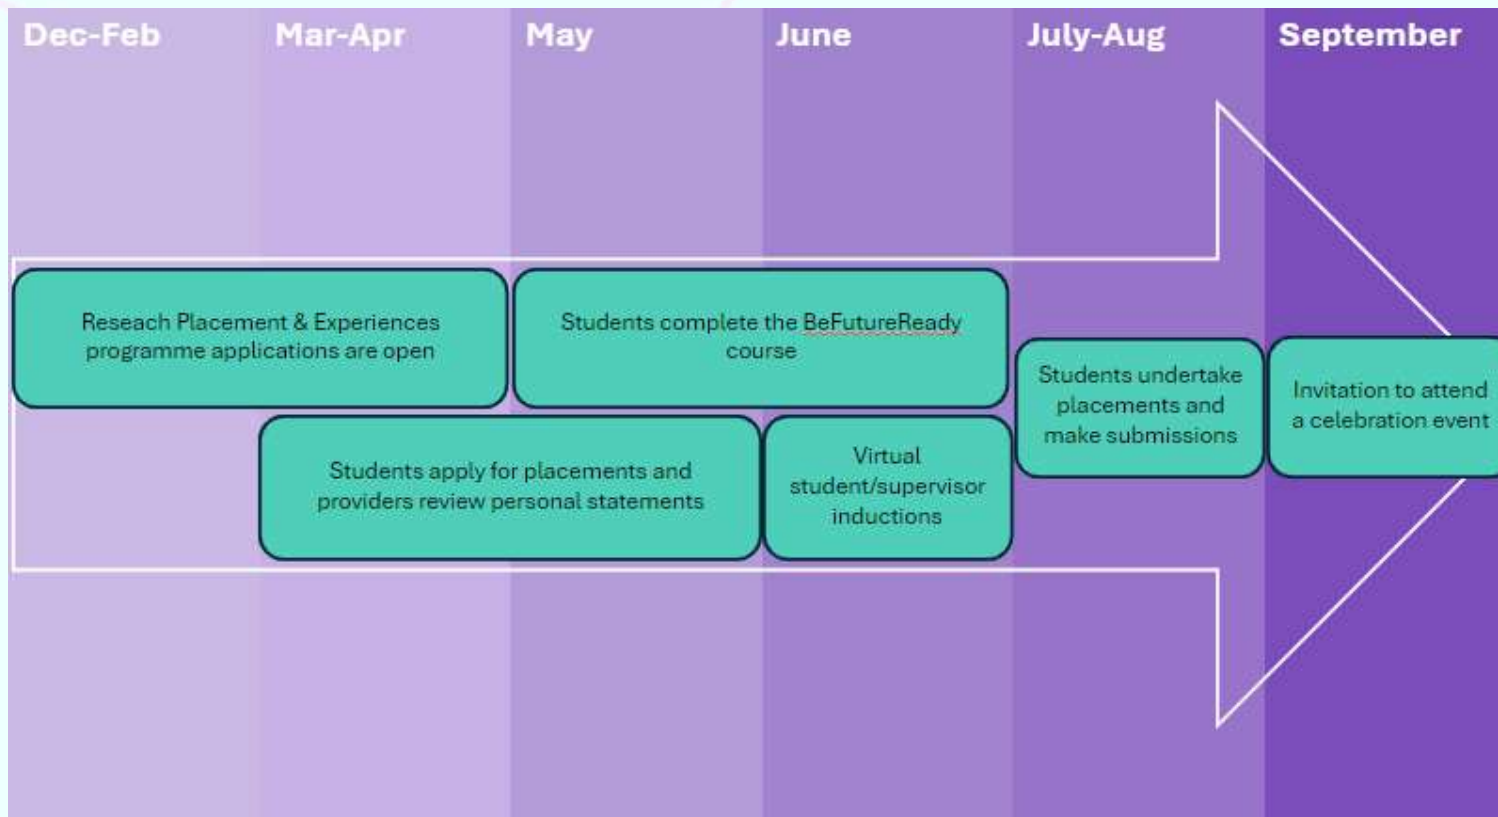 Dec-Feb
Mar-Apr
May
June
July-Aug
September
Reseach Placement & Experiences
programme applications are open
Students complete the BeFutureReady
course
Students apply for placements and
providers review personal statements
Virtual
student/supervisor
inductions
Students undertake
placements and
make submissions
Invitation to attend
a celebration event